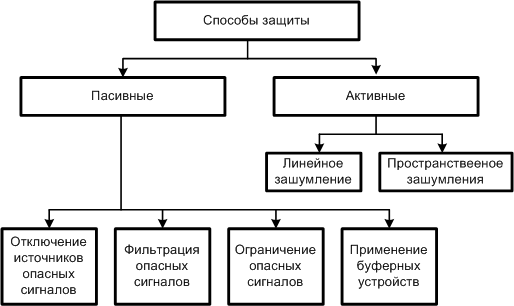 Способы защиты
Пасивные
Активные
Линейное
зашумление
Пространствееное
зашумления
Отключение
источников
опасных
сигналов
Фильтрация
опасных
сигналов
Ограничение
опасных
сигналов
Применение
буферных
устройств